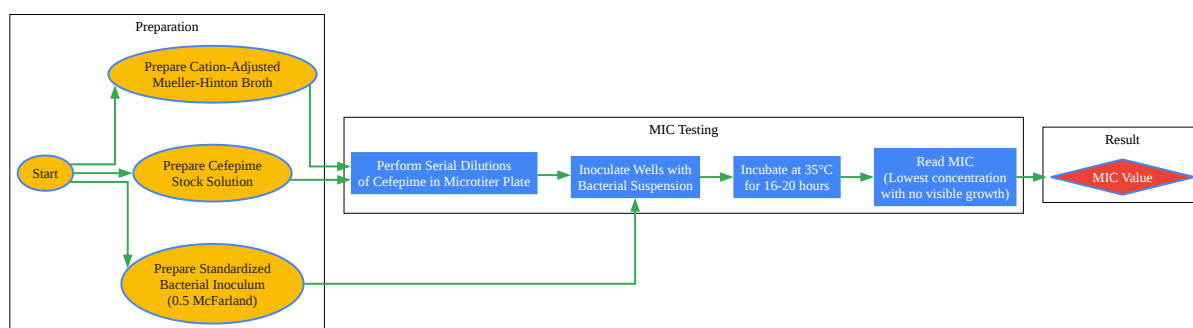 Preparation
Prepare Cation-Adjusted
Mueller-Hinton Broth
Start
Prepare Cefepime
Stock Solution
Prepare Standardized
Bacterial Inoculum
(0.5 McFarland)
MIC Testing
Perform Serial Dilutions
of Cefepime in Microtiter Plate
Inoculate Wells with
Bacterial Suspension
Incubate at 35°C
for 16-20 hours
Read MIC
(Lowest concentration
with no visible growth)
Result
MIC Value